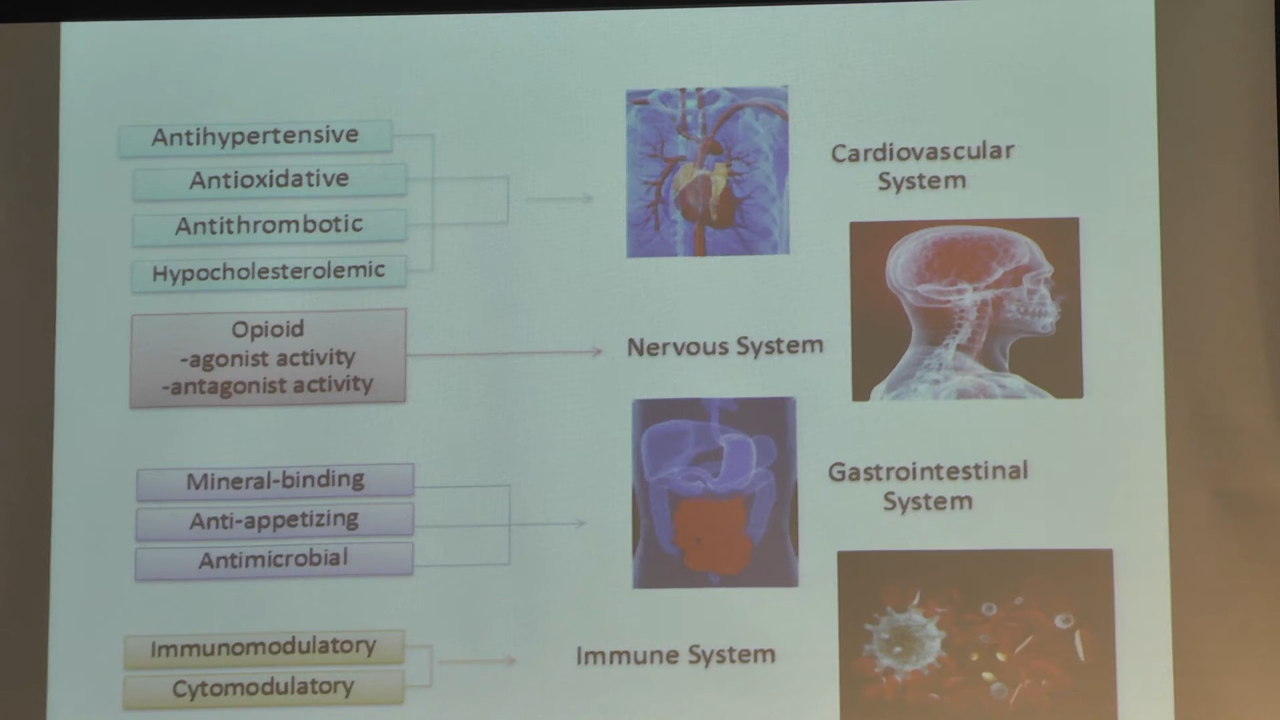 Antihypertensive
Antioxidative
Antithrombotic
Hypocholesterolemic
Cardiovascular
System
Opioid
-agonist activity
-antagonist activity
Nervous System
Mineral-binding
Anti-appetizing
Antimicrobial
Gastrointestinal
System
Immunomodulatory
Cytomodulatory
Immune System